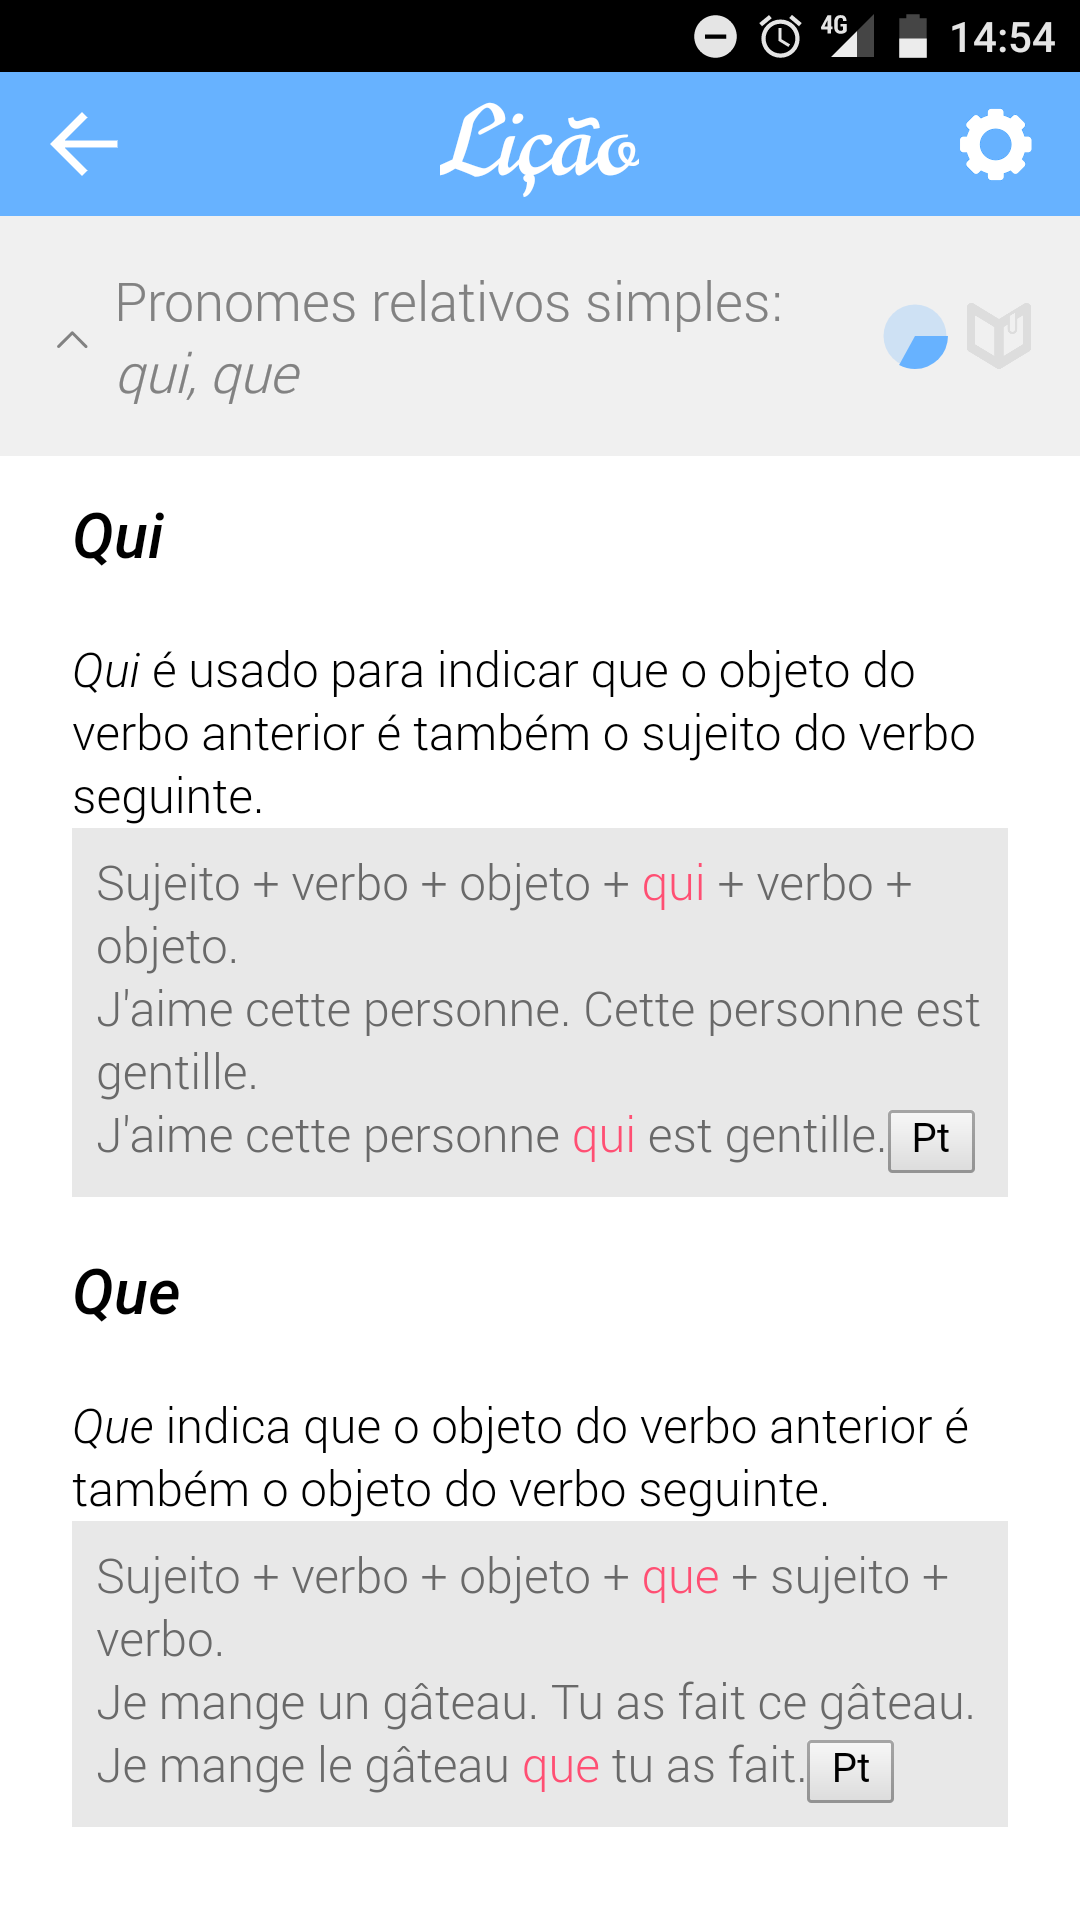 4G 14:54
Lição
Pronomes relativos simples:
qui, que
Qui
Qui é usado para indicar que o objeto do
verbo anterior é também o sujeito do verbo
seguinte.
Sujeito + verbo + objeto + qui + verbo +
objeto.
J'aime cette personne. Cette personne est
gentille.
J'aime cette personne qui est gentille. Pt
Que
Que indica que o objeto do verbo anterior é
também o objeto do verbo seguinte.
Sujeito + verbo + objeto + que + sujeito +
verbo.
Je mange un gâteau. Tu as fait ce gâteau.
Je mange le gâteau que tu as fait. Pt